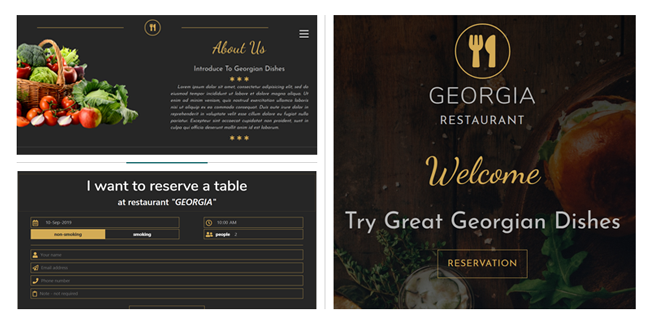 About Us
Introduce To Georgian Dishes
Lorem ipsum dolor sit amet, consectetur adipisicing elit, sed do
eiusmod tempor incididunt ut labore et dolore magna aliqua. Ut
enim ad minim veniam, quis nostrud exercitation ullamco laboris
nisi ut aliquip ex ea commodo consequat. Duis aute irure dolor in
reprehenderit in voluptate velit esse cillum dolore eu fugiat nulla
pariatur. Excepteur sint occaecat cupidatat non proident, sunt in
culpa qui officia deserunt mollit anim id est laborum.
I want to reserve a table
at restaurant "GEORGIA"
10-Sep-2019
10:00 AM
non-smoking
smoking
people
Your name
Email address
Phone number
Note - not required
GEORGIA
RESTAURANT
Welcome
Try Great Georgian Dishes
RESERVATION